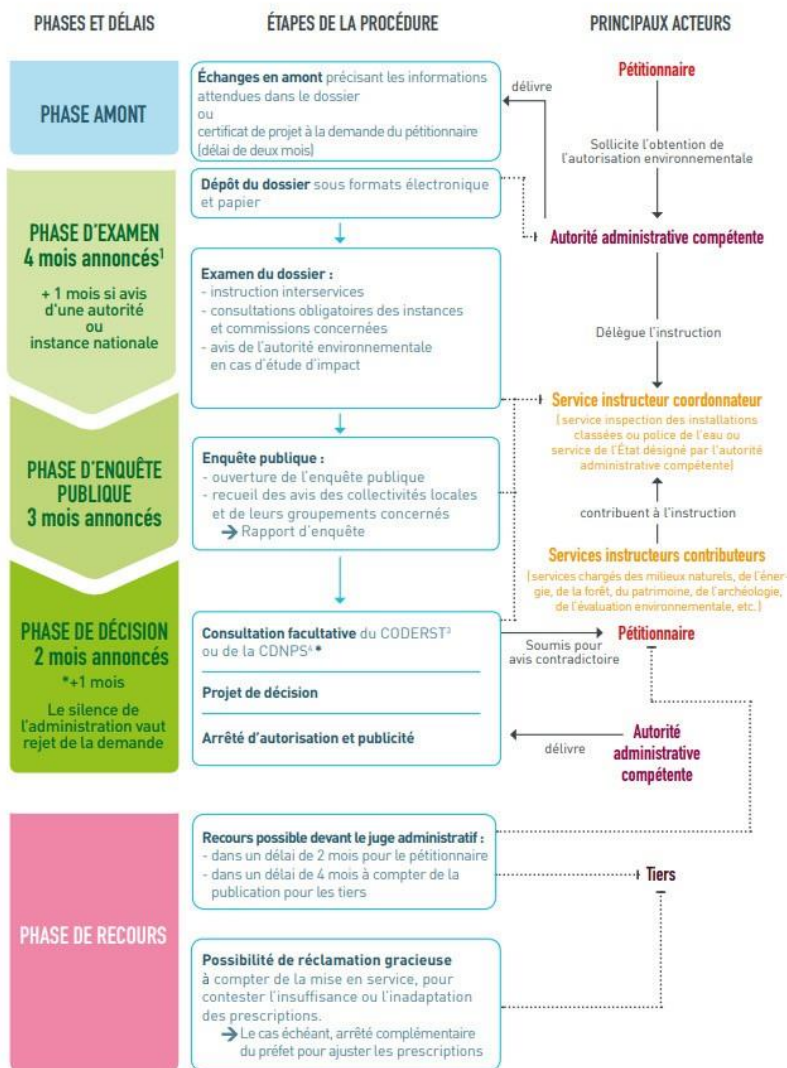 PHASES ET DÉLAIS
ÉTAPES DE LA PROCÉDURE
PRINCIPAUX ACTEURS
PHASE AMONT
Échanges en amont précisant les informations
attendues dans le dossier
ou
certificat de projet à la demande du pétitionnaire
(délai de deux mois)
délivre
Pétitionnaire
Sollicite l'obtention de
l'autorisation environnementale
Dépôt du dossier sous formats électronique
et papier
Autorité administrative compétente
PHASE D'EXAMEN
4 mois annoncés¹
+ 1 mois si avis
d'une autorité
ou
instance nationale
Examen du dossier :
- instruction interservices
- consultations obligatoires des instances
et commissions concernées
- avis de l'autorité environnementale
en cas d'étude d'impact
Délègue l'instruction
Service instructeur coordonnateur
(service inspection des installations
classées ou police de l'eau ou
service de l'État désigné par l'autorité
administrative compétente)
PHASE D'ENQUÊTE
PUBLIQUE
3 mois annoncés
Enquête publique :
- ouverture de l'enquête publique
- recueil des avis des collectivités locales
et de leurs groupements concernés
→ Rapport d'enquête
contribuent à l'instruction
Services instructeurs contributeurs
(services chargés des milieux naturels, de l'éner-
gie, de la forêt, du patrimoine, de l'archéologie,
de l'évaluation environnementale, etc.)
PHASE DE DÉCISION
2 mois annoncés
*+1 mois
Le silence de
l'administration vaut
rejet de la demande
Consultation facultative du CODERST³
ou de la CDNPS⁴ *
Projet de décision
Arrêté d'autorisation et publicité
Soumis pour
avis contradictoire
Pétitionnaire
délivre
Autorité
administrative
compétente
PHASE DE RECOURS
Recours possible devant le juge administratif :
- dans un délai de 2 mois pour le pétitionnaire
- dans un délai de 4 mois à compter de la
publication pour les tiers
Tiers
Possibilité de réclamation gracieuse
à compter de la mise en service, pour
contester l'insuffisance ou l'inadaptation
des prescriptions.
→ Le cas échéant, arrêté complémentaire
du préfet pour ajuster les prescriptions